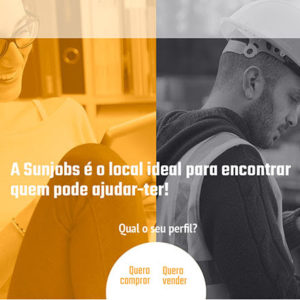 A Sunjobs é o local ideal para encontrar
quem pode ajudar-ter!
Qual o seu perfil?
Quero comprar
Quero vender